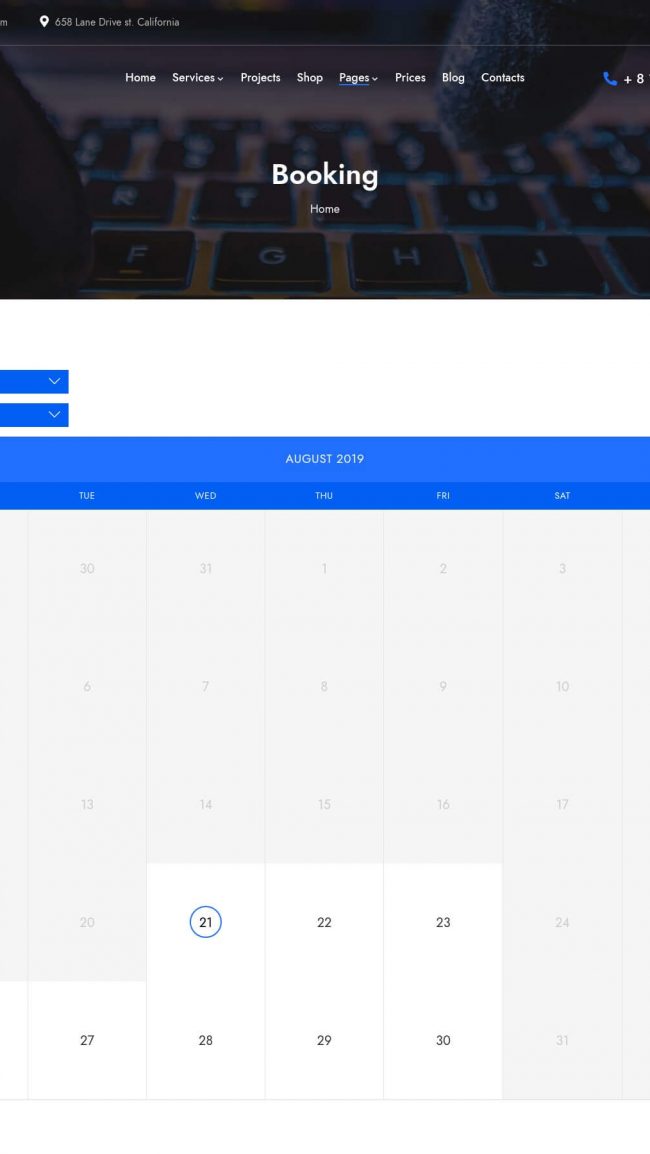 m 658 Lane Drive st. California
Home Services Projects Shop Pages Prices Blog Contacts + 8
Booking
Home
R
F G H J
AUGUST 2019
TUE WED THU FRI SAT
30 31 1 2 3
6 7 8 9 10
13 14 15 16 17
20 21 22 23 24
27 28 29 30 31